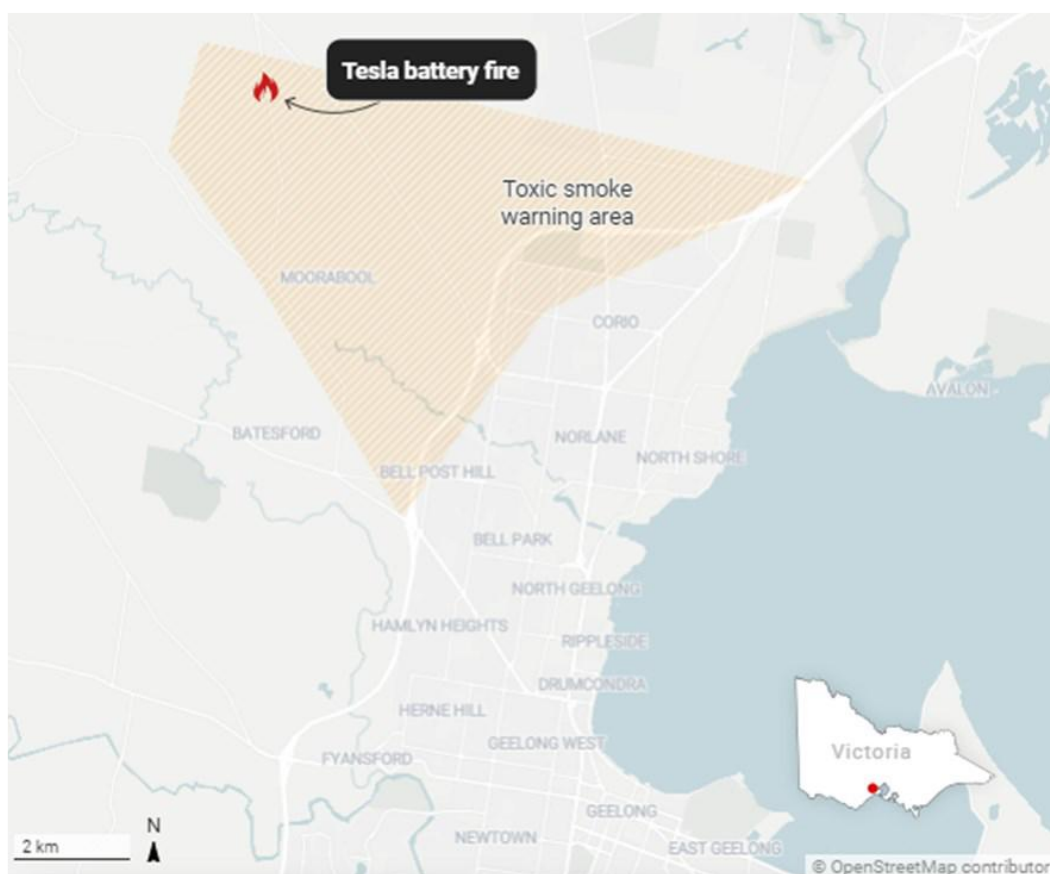 Tesla battery fire
Toxic smoke
warning area
MOORABOOL
CORIO
AVALON
BATESFORD
NORLANE
NORTH SHORE
BELL POST HILL
BELL PARK
NORTH GEELONG
HAMLYN HEIGHTS
RIPPLESIDE
DRUMCONDRA
HERNE HILL
GEELONG WEST
FYANSFORD
Victoria
GEELONG
NEWTOWN
EAST GEELONG
2 km
N
© OpenStreetMap contributor